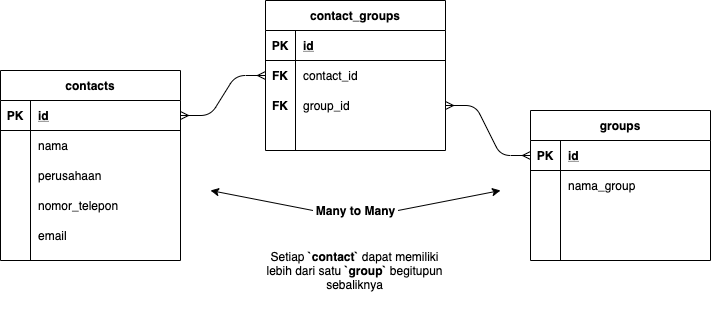 contact_groups
PK id
FK contact_id
FK group_id
contacts
PK id
nama
perusahaan
nomor_telepon
email
groups
PK id
nama_group
Many to Many
Setiap `contact` dapat memiliki
lebih dari satu `group` begitupun
sebaliknya